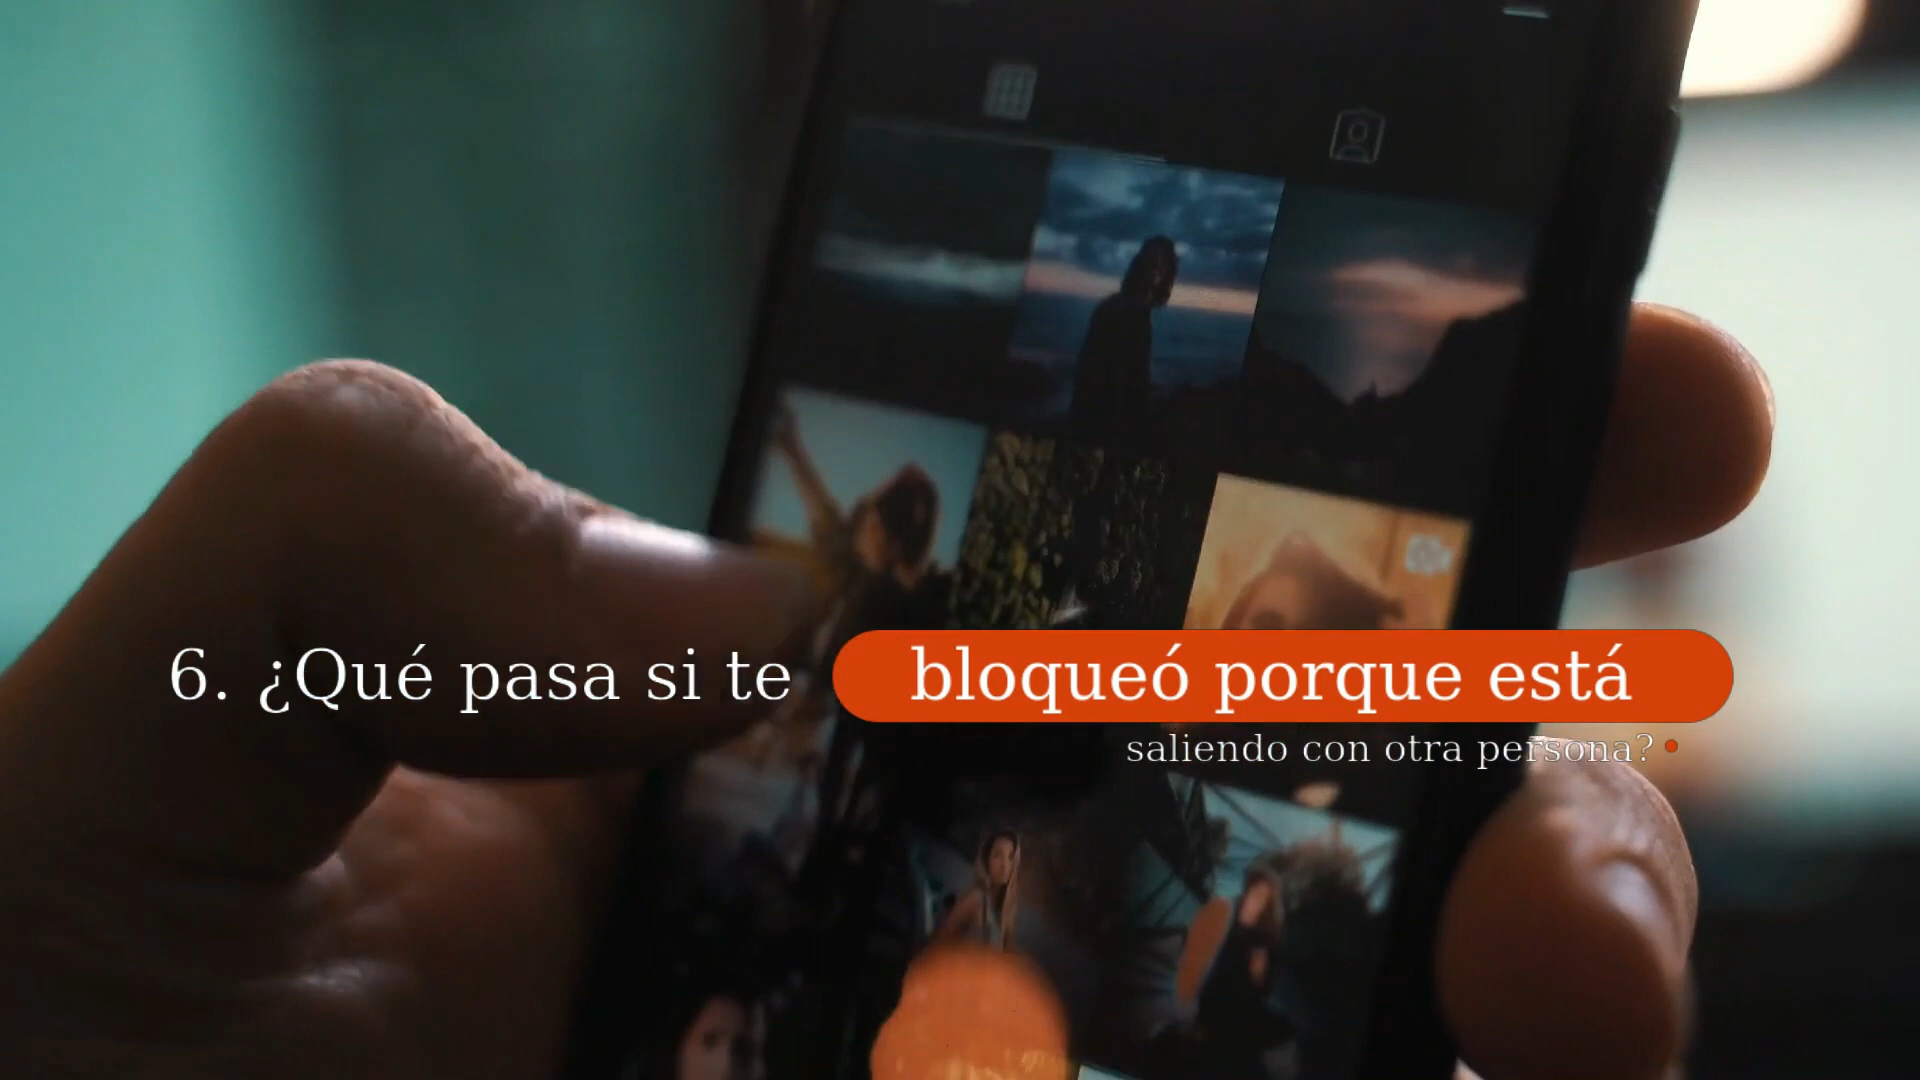 6. ¿Qué pasa si te bloqueó porque está
saliendo con otra persona?